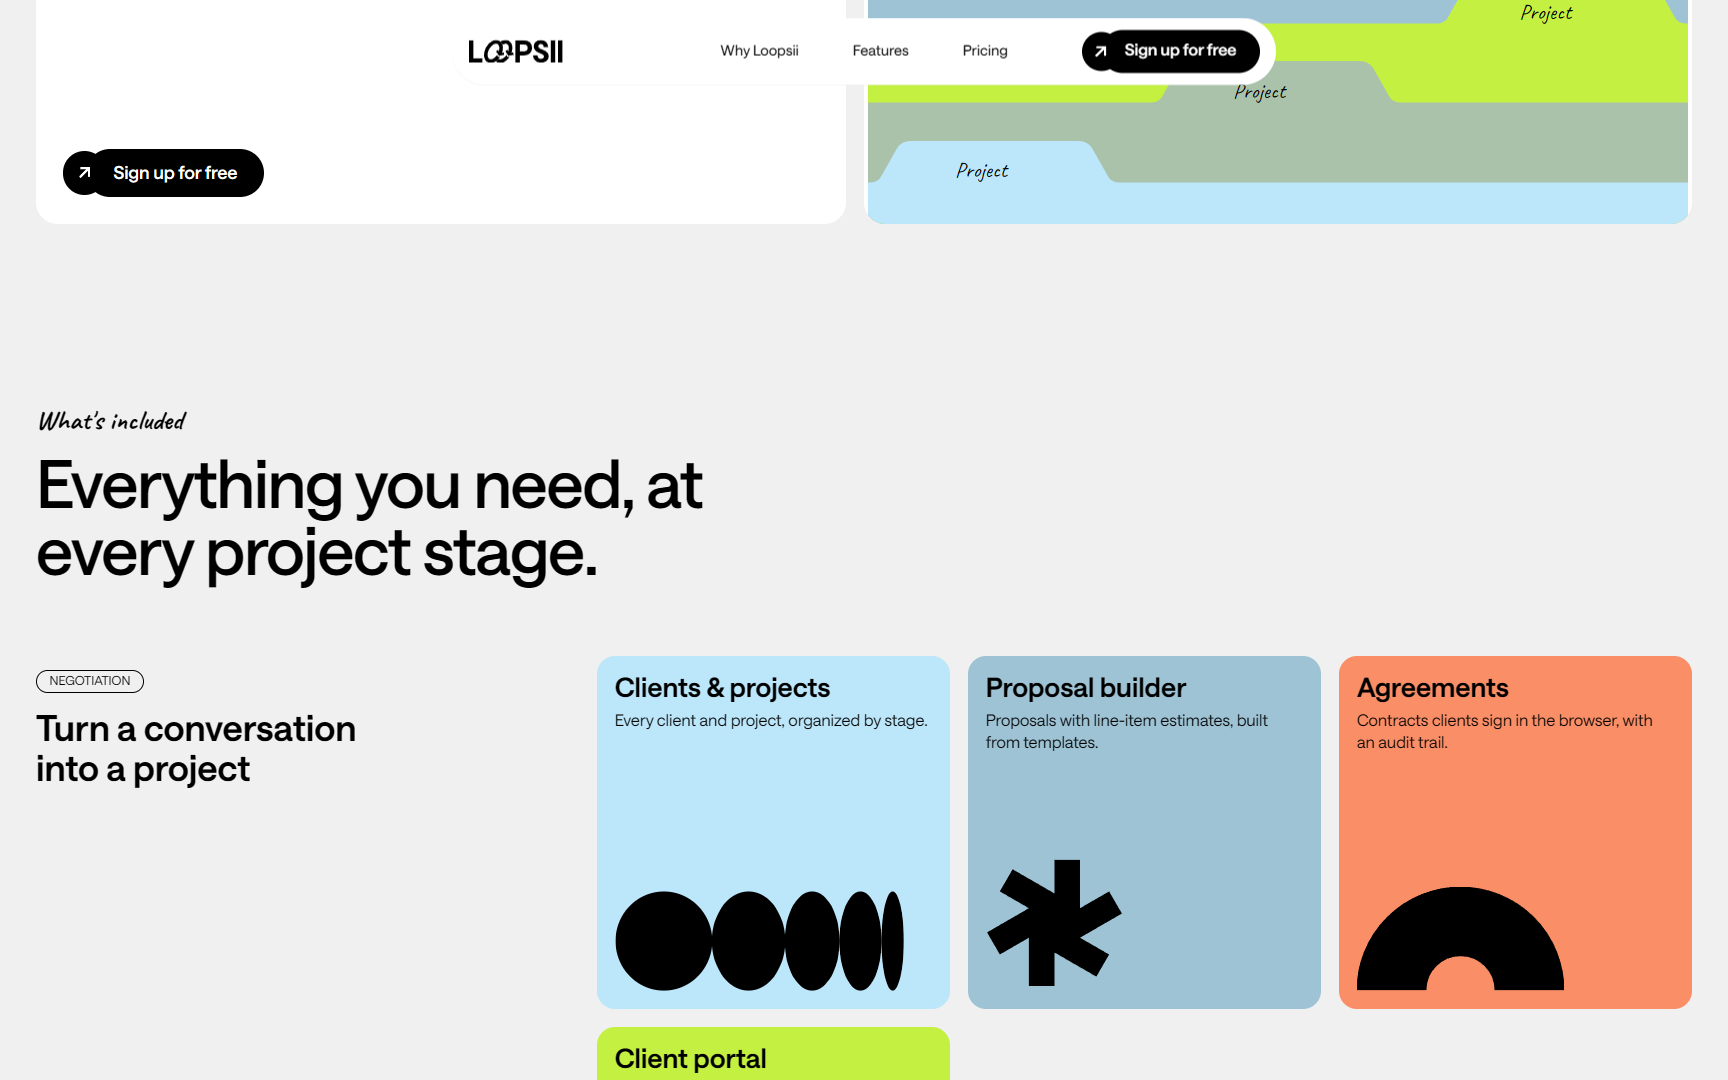 Project
LOOPSII
Why Loopsii
Features
Pricing
Sign up for free
Project
Project
Sign up for free
What's included
Everything you need, at
every project stage.
NEGOTIATION
Turn a conversation
into a project
Clients & projects
Every client and project, organized by stage.
Proposal builder
Proposals with line-item estimates, built
from templates.
Agreements
Contracts clients sign in the browser, with
an audit trail.
Client portal